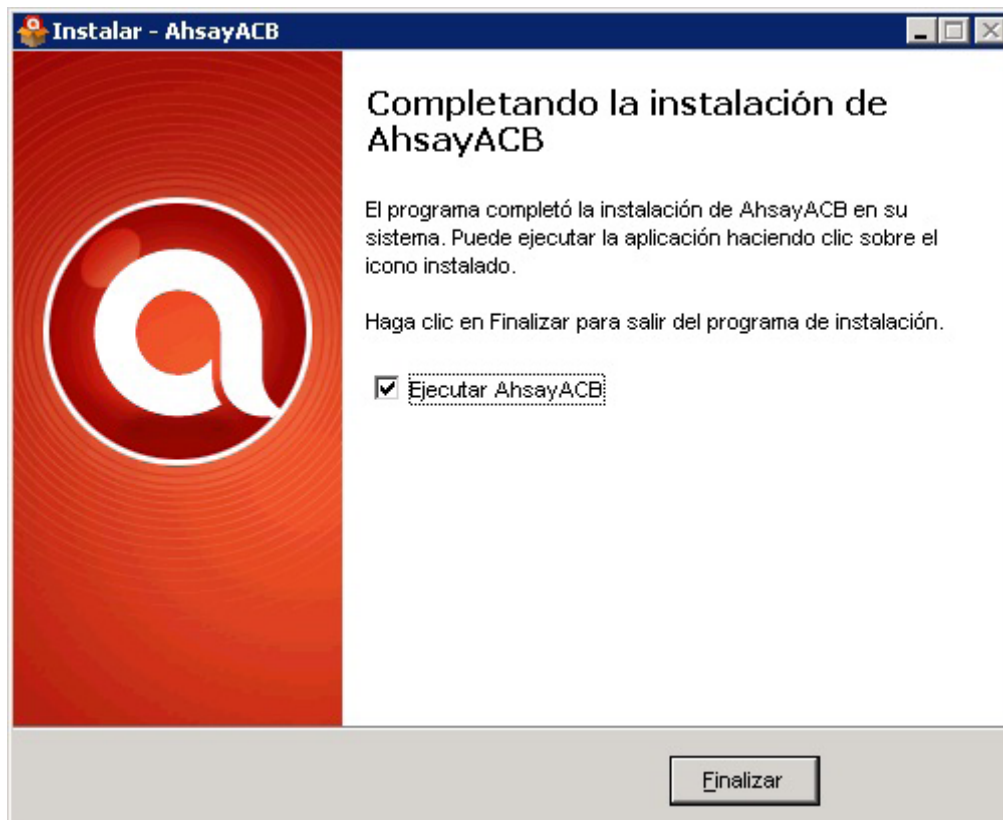 Instalar - AhsayACB
Completando la instalación de
AhsayACB
El programa completó la instalación de AhsayACB en su
sistema. Puede ejecutar la aplicación haciendo clic sobre el
icono instalado.
Haga clic en Finalizar para salir del programa de instalación.
Ejecutar AhsayACB
Finalizar